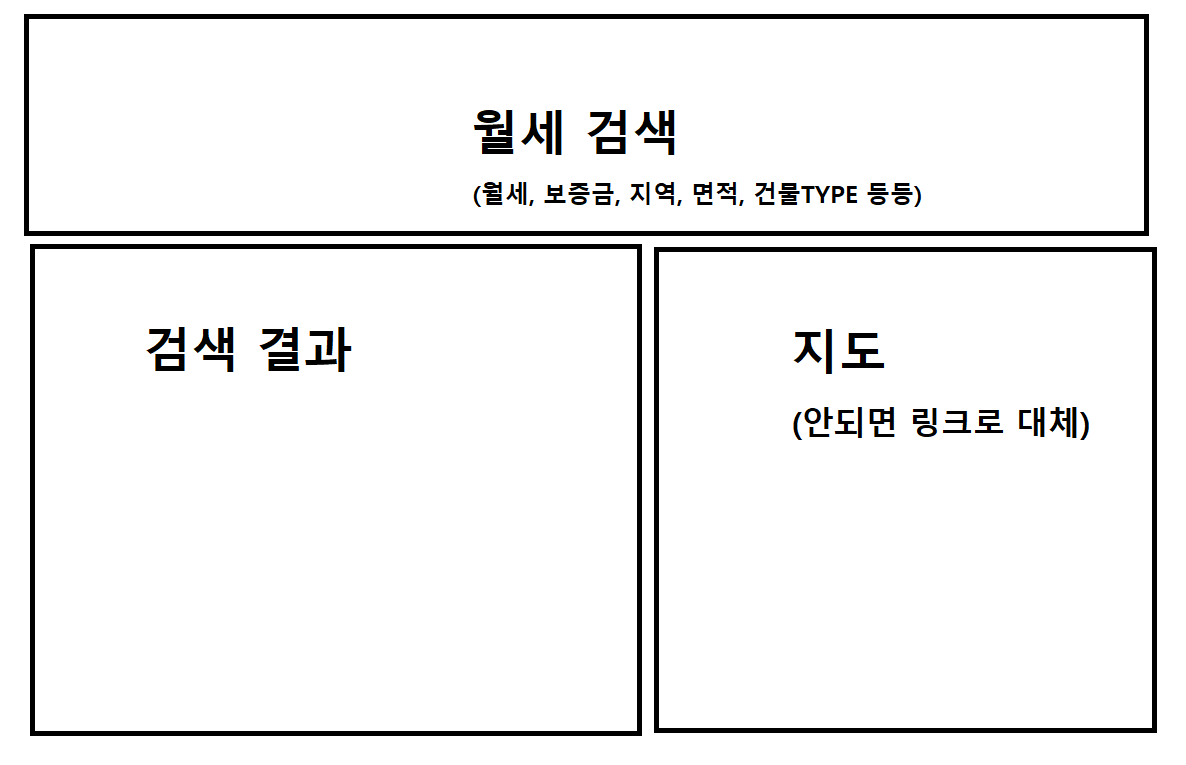 월세 검색
(월세, 보증금, 지역, 면적, 건물TYPE 등등)
검색 결과
지도
(안되면 링크로 대체)